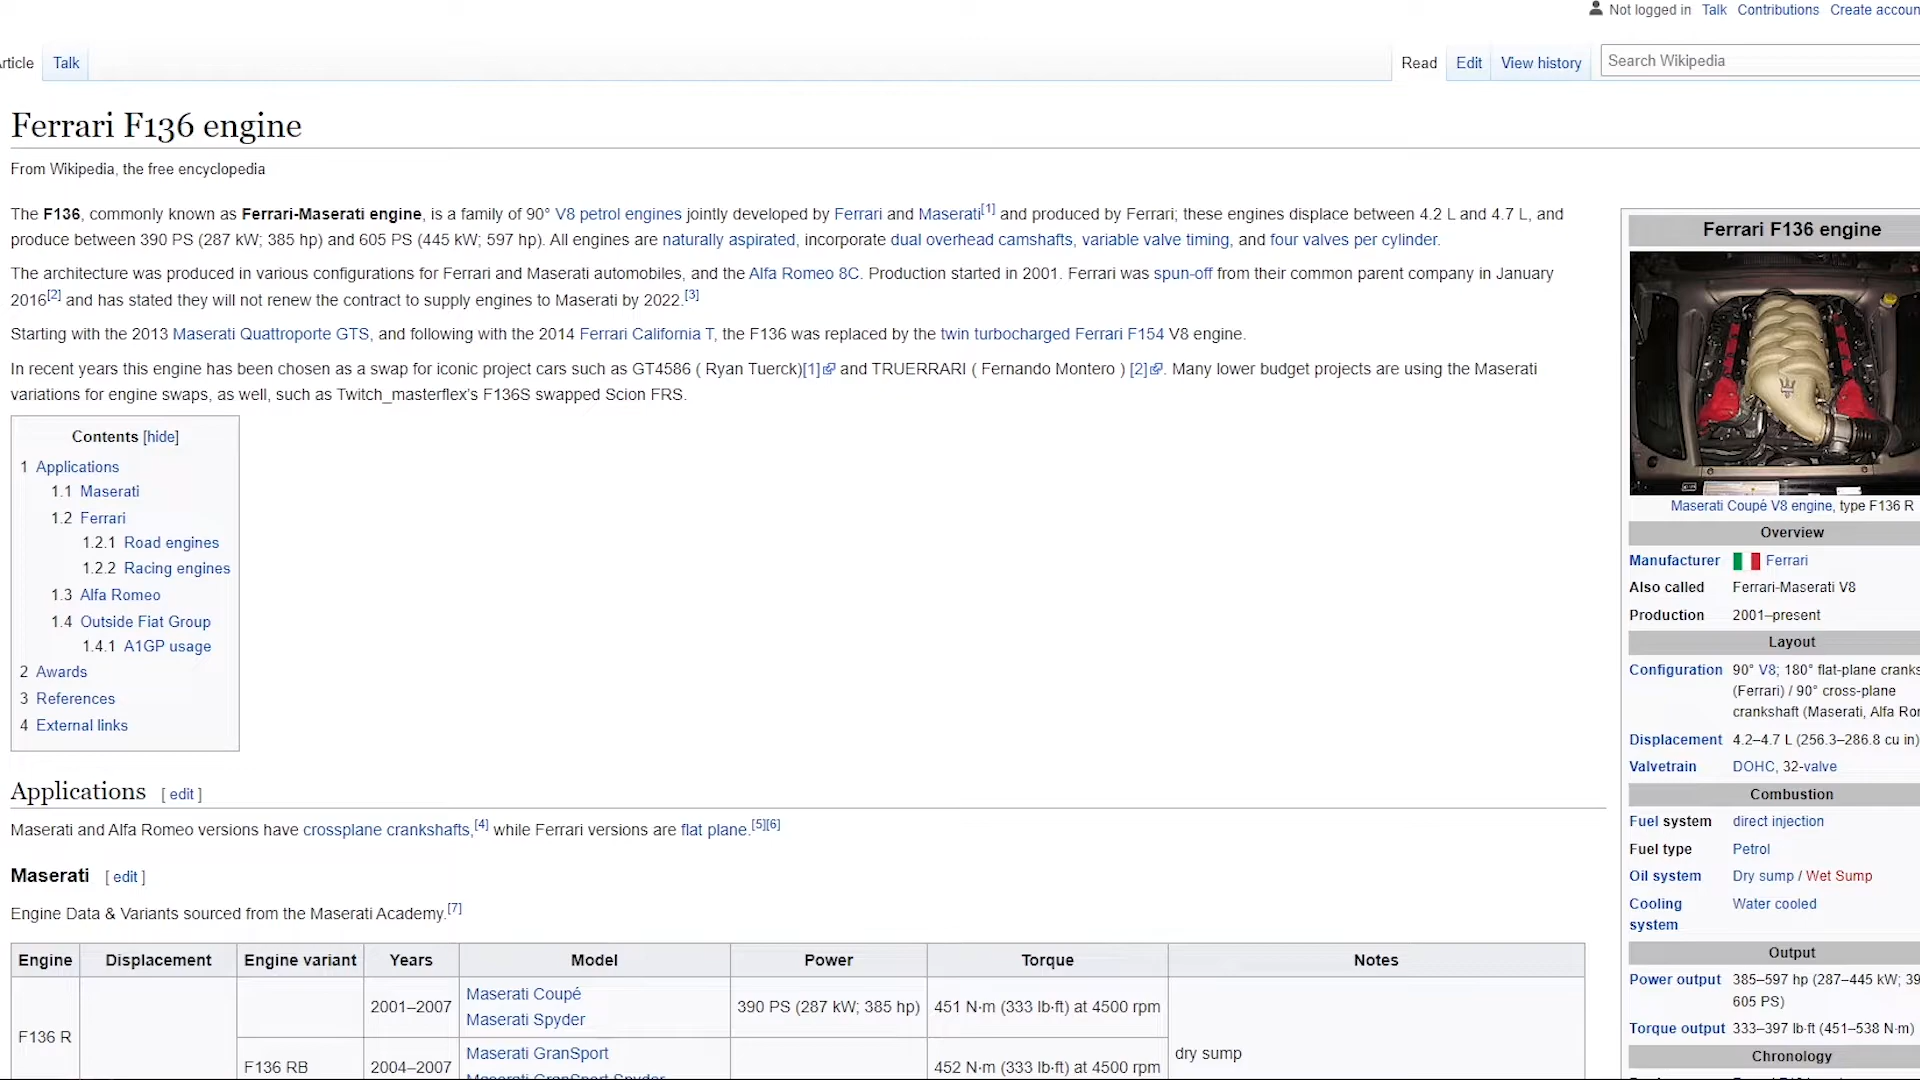 Not logged in Talk Contributions Create accoun
rticle Talk Read Edit View history Search Wikipedia
Ferrari F136 engine
From Wikipedia, the free encyclopedia
The F136, commonly known as Ferrari-Maserati engine, is a family of 90° V8 petrol engines jointly developed by Ferrari and Maserati[1] and produced by Ferrari; these engines displace between 4.2 L and 4.7 L, and
produce between 390 PS (287 kW; 385 hp) and 605 PS (445 kW; 597 hp). All engines are naturally aspirated, incorporate dual overhead camshafts, variable valve timing, and four valves per cylinder.
The architecture was produced in various configurations for Ferrari and Maserati automobiles, and the Alfa Romeo 8C. Production started in 2001. Ferrari was spun-off from their common parent company in January
2016[2] and has stated they will not renew the contract to supply engines to Maserati by 2022.[3]
Starting with the 2013 Maserati Quattroporte GTS, and following with the 2014 Ferrari California T, the F136 was replaced by the twin turbocharged Ferrari F154 V8 engine.
In recent years this engine has been chosen as a swap for iconic project cars such as GT4586 ( Ryan Tuerck)[1] and TRUERRARI ( Fernando Montero ) [2]. Many lower budget projects are using the Maserati
variations for engine swaps, as well, such as Twitch_masterflex's F136S swapped Scion FRS.
Contents [hide]
1 Applications
1.1 Maserati
1.2 Ferrari
1.2.1 Road engines
1.2.2 Racing engines
1.3 Alfa Romeo
1.4 Outside Fiat Group
1.4.1 A1GP usage
2 Awards
3 References
4 External links
Applications [ edit ]
Maserati and Alfa Romeo versions have crossplane crankshafts,[4] while Ferrari versions are flat plane.[5][6]
Maserati [ edit ]
Engine Data & Variants sourced from the Maserati Academy.[7]
Engine Displacement Engine variant Years Model Power Torque Notes
F136 R
2001–2007 Maserati Coupé
Maserati Spyder
390 PS (287 kW; 385 hp) 451 N·m (333 lb·ft) at 4500 rpm
F136 RB 2004–2007 Maserati GranSport
Maserati GranSport Spyder
452 N·m (333 lb·ft) at 4500 rpm
dry sump
Ferrari F136 engine
Maserati Coupé V8 engine, type F136 R
Overview
Manufacturer Ferrari
Also called Ferrari-Maserati V8
Production 2001–present
Layout
Configuration 90° V8; 180° flat-plane cranks
(Ferrari) / 90° cross-plane
crankshaft (Maserati, Alfa Ror
Displacement 4.2–4.7 L (256.3–286.8 cu in)
Valvetrain DOHC, 32-valve
Combustion
Fuel system direct injection
Fuel type Petrol
Oil system Dry sump / Wet Sump
Cooling
system
Water cooled
Output
Power output 385–597 hp (287–445 kW; 39
605 PS)
Torque output 333–397 lb·ft (451–538 N·m)
Chronology